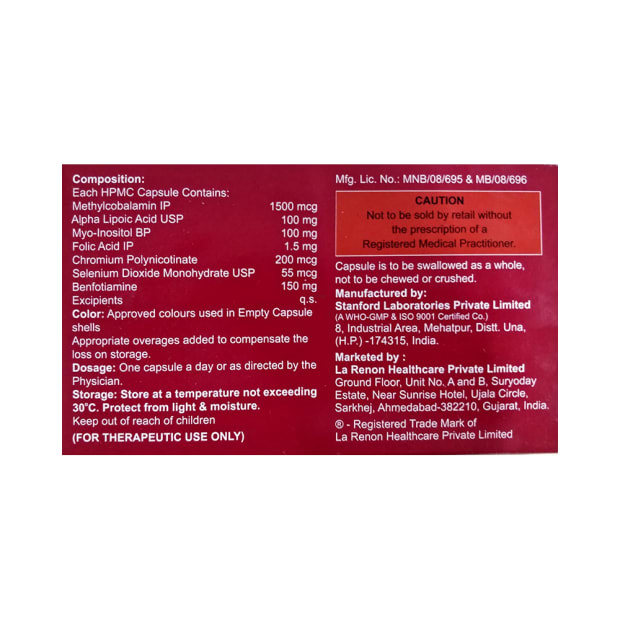 Composition:
Each HPMC Capsule Contains:
Methylcobalamin IP 1500 mcg
Alpha Lipoic Acid USP 100 mg
Myo-Inositol BP 100 mg
Folic Acid IP 1.5 mg
Chromium Polynicotinate 200 mcg
Selenium Dioxide Monohydrate USP 55 mcg
Benfotiamine 150 mg
Excipients q.s.
Color: Approved colours used in Empty Capsule
shells
Appropriate overages added to compensate the
loss on storage.
Dosage: One capsule a day or as directed by the
Physician.
Storage: Store at a temperature not exceeding
30°C. Protect from light & moisture.
Keep out of reach of children
(FOR THERAPEUTIC USE ONLY)
Mfg. Lic. No.: MNB/08/695 & MB/08/696
CAUTION
Not to be sold by retail without
the prescription of a
Registered Medical Practitioner.
Capsule is to be swallowed as a whole,
not to be chewed or crushed.
Manufactured by:
Stanford Laboratories Private Limited
(A WHO-GMP & ISO 9001 Certified Co.)
8, Industrial Area, Mehatpur, Distt. Una,
(H.P.) -174315, India.
Marketed by :
La Renon Healthcare Private Limited
Ground Floor, Unit No. A and B, Suryoday
Estate, Near Sunrise Hotel, Ujala Circle,
Sarkhej, Ahmedabad-382210, Gujarat, India.
® - Registered Trade Mark of
La Renon Healthcare Private Limited